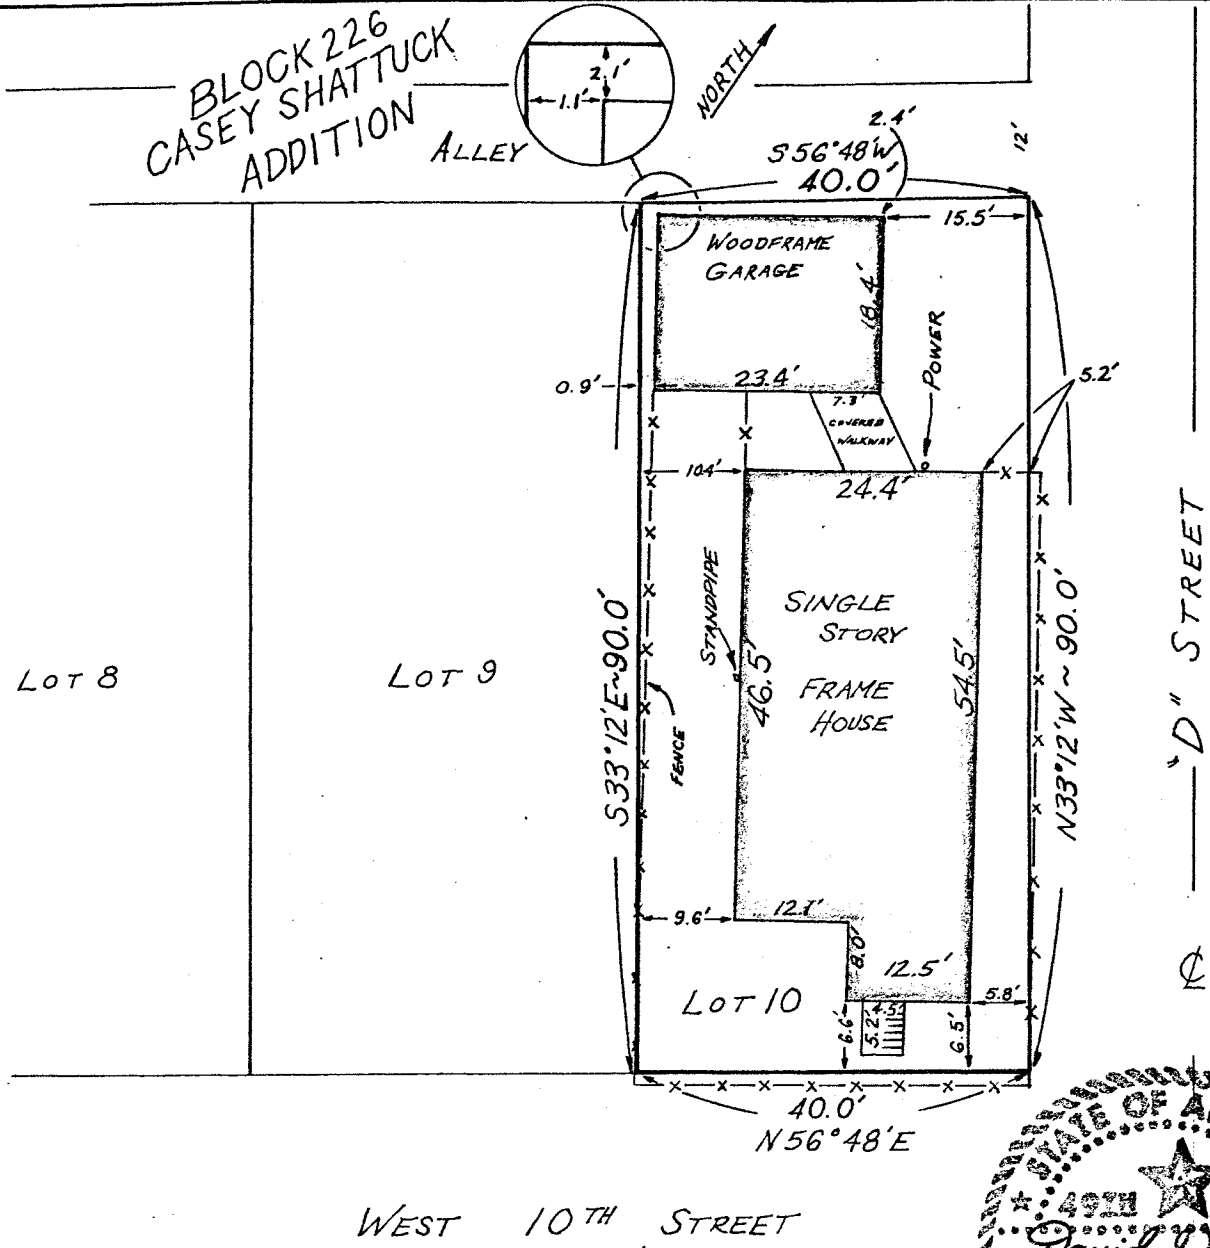 BLOCK 226
CASEY SHATTUCK
ADDITION
2.1'
1.1'
NORTH
ALLEY
2.4'
12'
S 56°48'W
40.0'
15.5'
WOODFRAME
GARAGE
18.4'
POWER
0.9'
23.4'
5.2'
7.3'
COVERED
WALKWAY
10.4'
24.4'
STANDPIPE
SINGLE
STORY
FRAME
HOUSE
46.5'
54.5'
S33°12'E~90.0'
N33°12'W~90.0'
"D" STREET
LOT 8
LOT 9
FENCE
9.6'
12.1'
8.0'
12.5'
LOT 10
5.8'
4.5'
5.2'
6.6'
6.5'
40.0'
N 56°48'E
STATE OF
49TH
WEST 10TH STREET